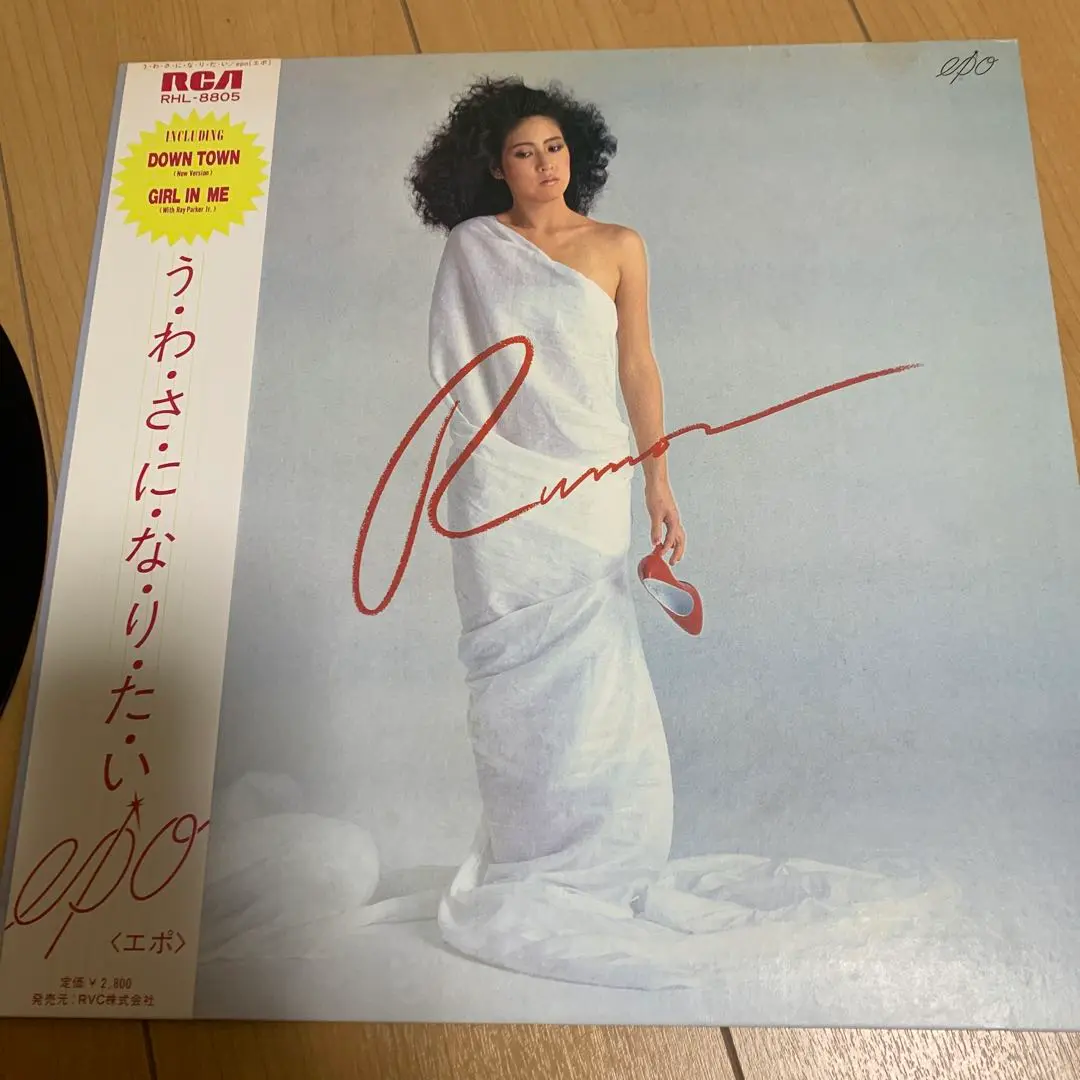 う・わ・さ・に・な・り・た・い／epo[エポ]
RCA
RHL-8805
INCLUDING
DOWN TOWN
(New Version)
GIRL IN ME
(With Ray Parker Jr.)
う・わ・さ・に・な・り・た・い
epo
〈エポ〉
定価¥2,800
発売元:RVC株式会社
Rumor
epo